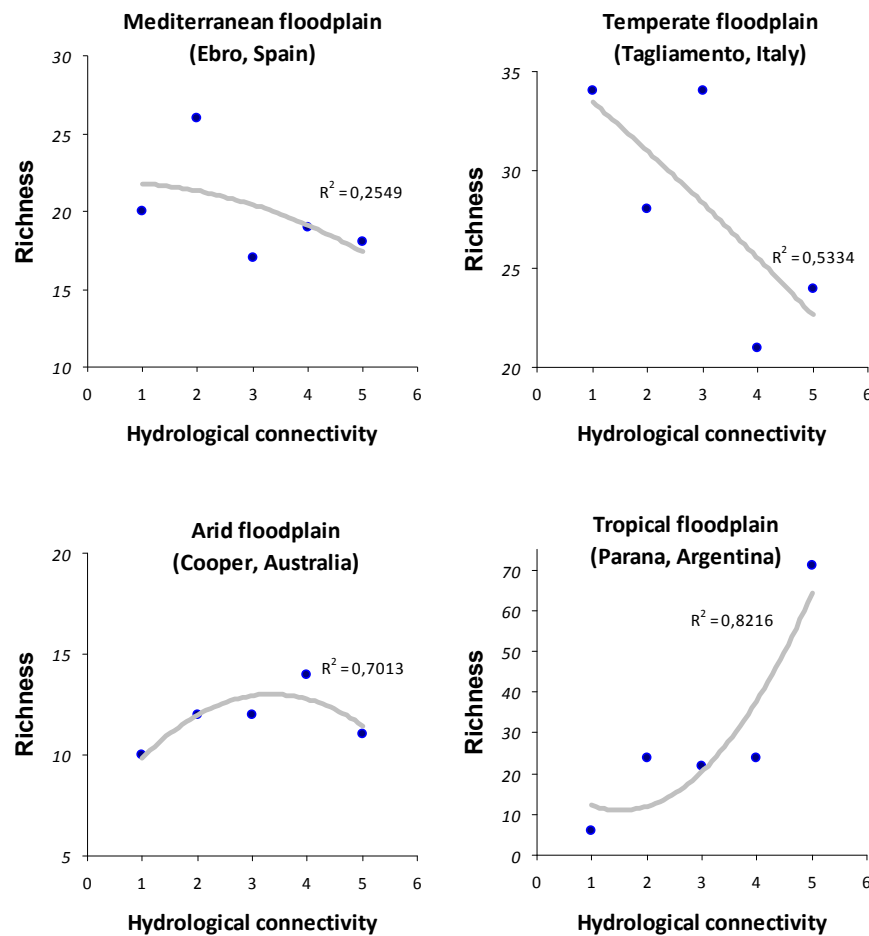 Mediterranean floodplain
(Ebro, Spain)
30
25
20
15
10
Richness
R² = 0,2549
0 1 2 3 4 5 6
Hydrological connectivity
Temperate floodplain
(Tagliamento, Italy)
35
30
25
20
Richness
R² = 0,5334
0 1 2 3 4 5 6
Hydrological connectivity
Arid floodplain
(Cooper, Australia)
20
15
10
5
Richness
R² = 0,7013
0 1 2 3 4 5 6
Hydrological connectivity
Tropical floodplain
(Parana, Argentina)
70
60
50
40
30
20
10
0
Richness
R² = 0,8216
0 1 2 3 4 5 6
Hydrological connectivity